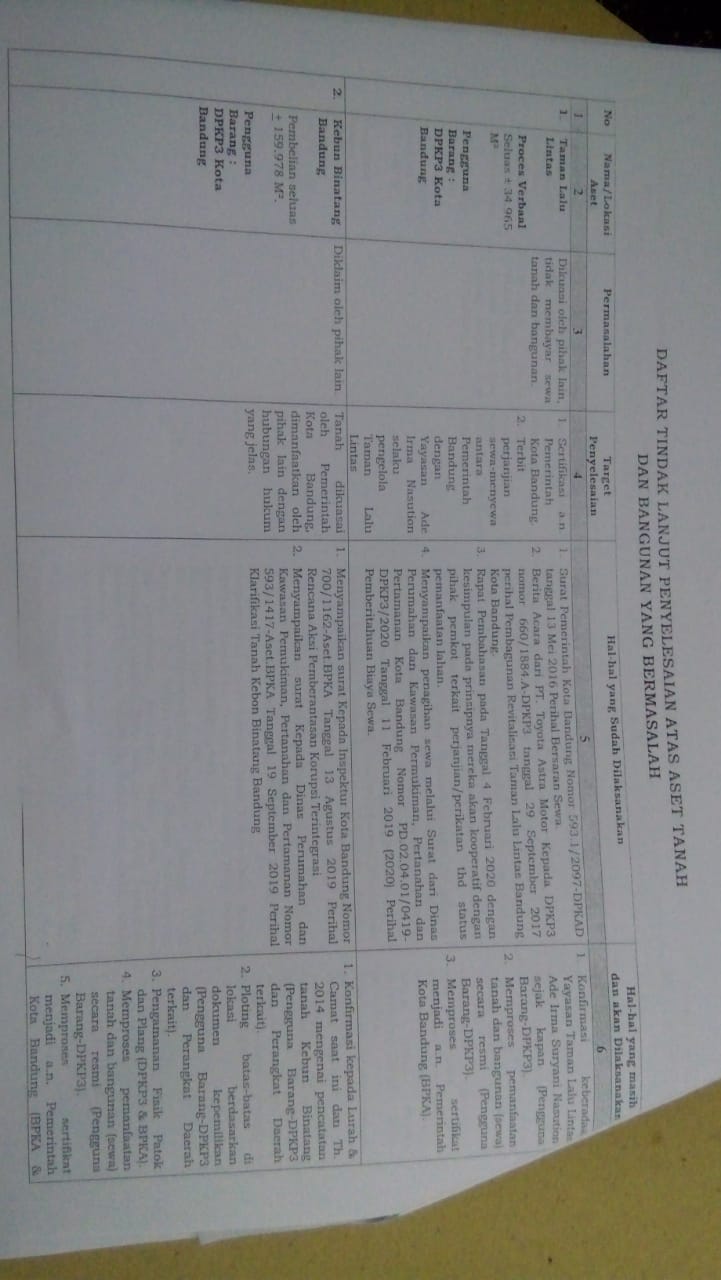 DAFTAR TINDAK LANJUT PENYELESAIAN ATAS ASET TANAH
DAN BANGUNAN YANG BERMASALAH
No
Nama/Lokasi
Aset
Permasalahan
Target
Penyelesaian
Hal-hal yang Sudah Dilaksanakan
Hal-hal yang masih
dan akan Dilaksanakan
1
2
3
4
5
6
1.
Taman Lalu
Lintas
Proces Verbaal
Seluas ± 34.965
M²
Pengguna
Barang :
DPKP3 Kota
Bandung
Dikuasi oleh pihak lain,
tidak membayar sewa
tanah dan bangunan.
1. Sertifikasi a.n.
Pemerintah
Kota Bandung.
2. Terbit
perjanjian
sewa-menyewa
antara
Pemerintah
Bandung
dengan
Yayasan Ade
Irma Nasution
selaku
pengelola
Taman Lalu
Lintas
1. Surat Pemerintah Kota Bandung Nomor 593.1/2097-DPKAD
tanggal 13 Mei 2016 Perihal Bersaran Sewa.
2. Berita Acara dari PT. Toyota Astra Motor Kepada DPKP3
nomor 660/1884.A-DPKP3 tanggal 29 September 2017
perihal Pembagunan Revitalisasi Taman Lalu Lintas Bandung
Kota Bandung.
3. Rapat Pembahasan pada Tanggal 4 Februari 2020 dengan
kesimpulan pada prinsipnya mereka akan kooperatif dengan
pihak pemkot terkait perjanjian/perikatan thd status
pemanfaatan lahan.
4. Menyampaikan penagihan sewa melalui Surat dari Dinas
Perumahan dan Kawasan Permukiman, Pertanahan dan
Pertamanan Kota Bandung Nomor PD.02.04.01/0419-
DPKP3/2020 Tanggal 11 Februari 2019 (2020) Perihal
Pemberitahuan Biaya Sewa.
1. Konfirmasi keberadaa
Yayasan Taman Lalu Lintas
Ade Irma Suryani Nasution
sejak kapan (Pengguna
Barang-DPKP3).
2. Memproses pemanfaatan
tanah dan bangunan (sewa)
secara resmi (Pengguna
Barang-DPKP3).
3. Memproses sertifikat
menjadi a.n. Pemerintah
Kota Bandung (BPKA).
2.
Kebun Binatang
Bandung
Pembelian seluas
± 159.978 M².
Pengguna
Barang :
DPKP3 Kota
Bandung
Diklaim oleh pihak lain
Tanah dikuasai
oleh Pemerintah
Kota Bandung,
dimanfaatkan oleh
pihak lain dengan
hubungan hukum
yang jelas.
1. Menyampaikan surat Kepada Inspektur Kota Bandung Nomor
700/1162-Aset.BPKA Tanggal 13 Agustus 2019 Perihal
Rencana Aksi Pemberantasan Korupsi Terintegrasi
2. Menyampaikan surat Kepada Dinas Perumahan dan
Kawasan Pemukiman, Pertanahan dan Pertamanan Nomor
593/1417-Aset.BPKA Tanggal 19 September 2019 Perihal
Klarifikasi Tanah Kebon Binatang Bandung
1. Konfirmasi kepada Lurah &
Camat saat ini dan Th.
2014 mengenai pencatatan
tanah Kebun Binatang
(Pengguna Barang-DPKP3
dan Perangkat Daerah
terkait)
2. Ploting batas-batas di
lokasi berdasarkan
dokumen kepemilikan
(Pengguna Barang-DPKP3
dan Perangkat Daerah
terkait).
3. Pengamanan Fisik Patok
dan Plang (DPKP3 & BPKA).
4. Memproses pemanfaatan
tanah dan bangunan (sewa)
secara resmi (Pengguna
Barang-DPKP3).
5. Memproses sertifikat
menjadi a.n. Pemerintah
Kota Bandung (BPKA &